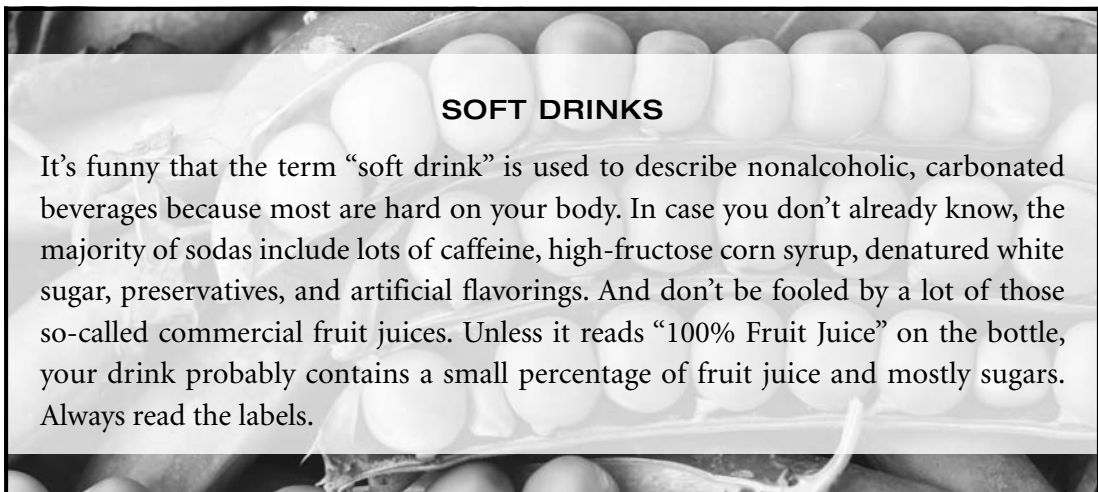 SOFT DRINKS
It’s funny that the term “soft drink” is used to describe nonalcoholic, carbonated
beverages because most are hard on your body. In case you don’t already know, the
majority of sodas include lots of caffeine, high-fructose corn syrup, denatured white
sugar, preservatives, and artificial flavorings. And don’t be fooled by a lot of those
so-called commercial fruit juices. Unless it reads “100% Fruit Juice” on the bottle,
your drink probably contains a small percentage of fruit juice and mostly sugars.
Always read the labels.